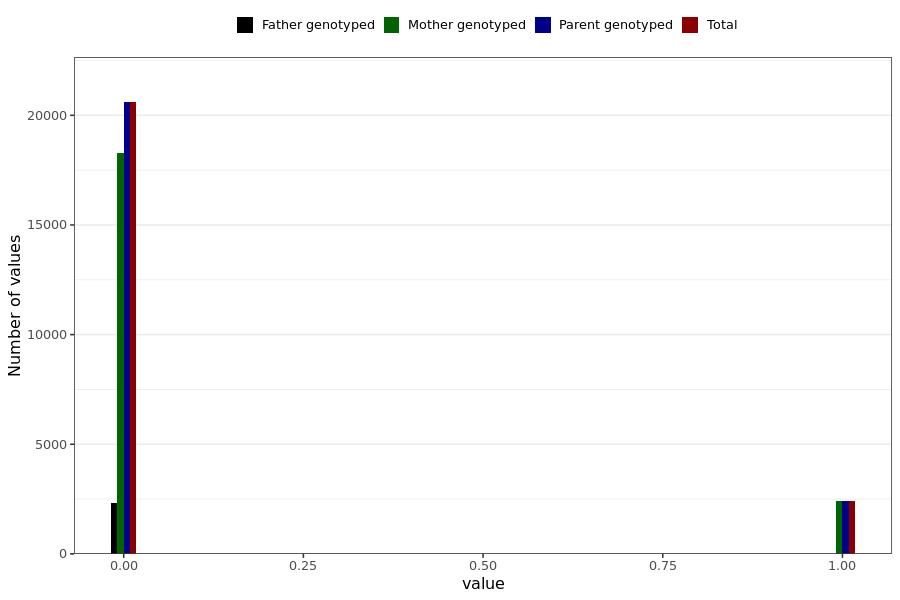 Father genotyped Mother genotyped Parent genotyped Total
Number of values
20000
15000
10000
5000
0
0.00 0.25 0.50 0.75 1.00
value